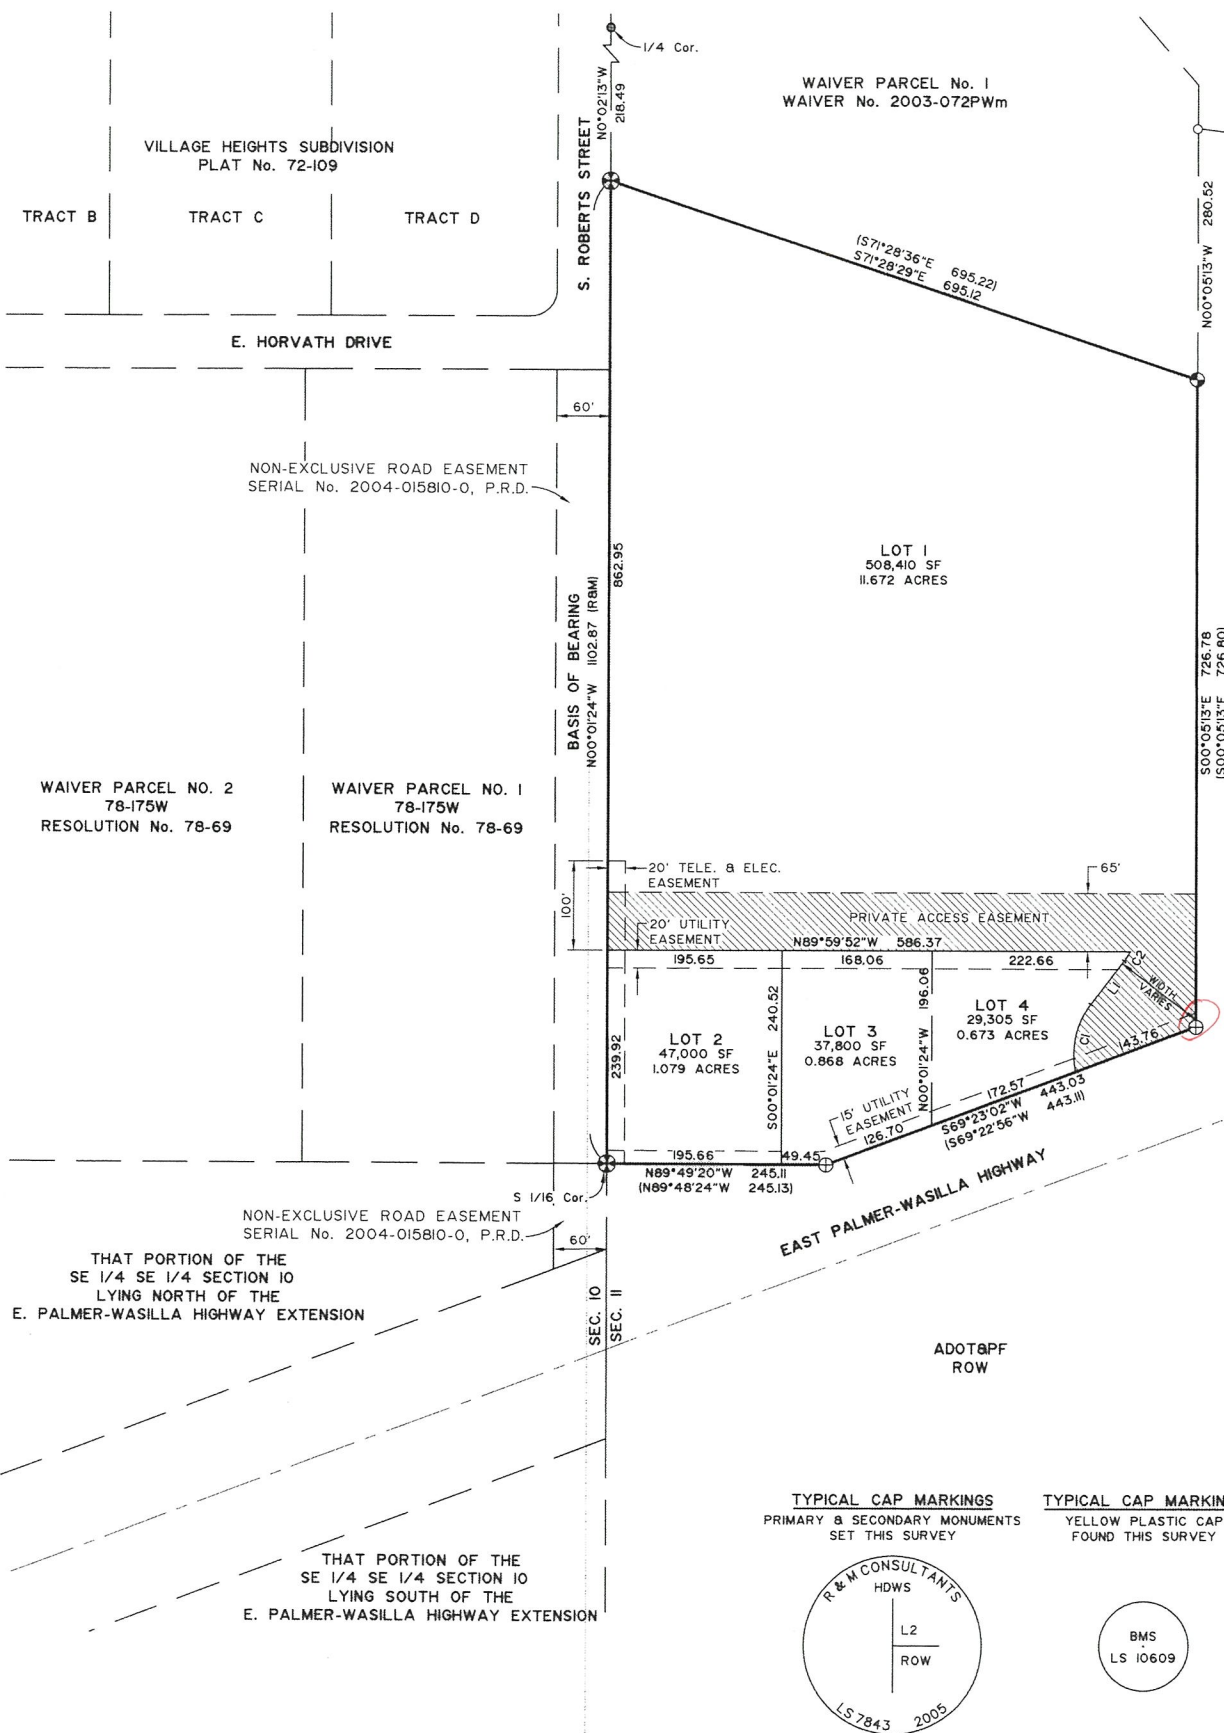 1/4 Cor.
WAIVER PARCEL No. 1
WAIVER No. 2003-072PWm
N0°02'13"W
218.49
VILLAGE HEIGHTS SUBDIVISION
PLAT No. 72-109
TRACT B
TRACT C
TRACT D
S. ROBERTS STREET
N00°05'13"W 280.52
(S71°28'36"E 695.22)
S71°28'29"E 695.12
E. HORVATH DRIVE
60'
NON-EXCLUSIVE ROAD EASEMENT
SERIAL No. 2004-015810-0, P.R.D.
862.95
LOT 1
508,410 SF
11.672 ACRES
BASIS OF BEARING
N00°01'24"W 1102.87 (R&M)
S00°05'13"E 726.78
(S00°05'13"E 726.80)
WAIVER PARCEL NO. 2
78-175W
RESOLUTION No. 78-69
WAIVER PARCEL NO. 1
78-175W
RESOLUTION No. 78-69
20' TELE. & ELEC.
EASEMENT
65'
100'
20' UTILITY
EASEMENT
PRIVATE ACCESS EASEMENT
N89°59'52"W 586.37
195.65
168.06
222.66
C2
L1
WIDTH
VARIES
C1
239.92
LOT 2
47,000 SF
1.079 ACRES
S00°01'24"E 240.52
LOT 3
37,800 SF
0.868 ACRES
N00°01'24"W 196.06
LOT 4
29,305 SF
0.673 ACRES
143.76
15' UTILITY
EASEMENT
126.70
172.57
S69°23'02"W 443.03
(S69°22'56"W 443.11)
195.66
49.45
N89°49'20"W 245.11
(N89°48'24"W 245.13)
S 1/16 Cor.
EAST PALMER-WASILLA HIGHWAY
NON-EXCLUSIVE ROAD EASEMENT
SERIAL No. 2004-015810-0, P.R.D.
60'
THAT PORTION OF THE
SE 1/4 SE 1/4 SECTION 10
LYING NORTH OF THE
E. PALMER-WASILLA HIGHWAY EXTENSION
SEC. 10
SEC. 11
ADOT&PF
ROW
THAT PORTION OF THE
SE 1/4 SE 1/4 SECTION 10
LYING SOUTH OF THE
E. PALMER-WASILLA HIGHWAY EXTENSION
TYPICAL CAP MARKINGS
PRIMARY & SECONDARY MONUMENTS
SET THIS SURVEY
R & M CONSULTANTS
HDWS
L2
ROW
LS 7843 2005
TYPICAL CAP MARKIN
YELLOW PLASTIC CAP
FOUND THIS SURVEY
BMS
LS 10609